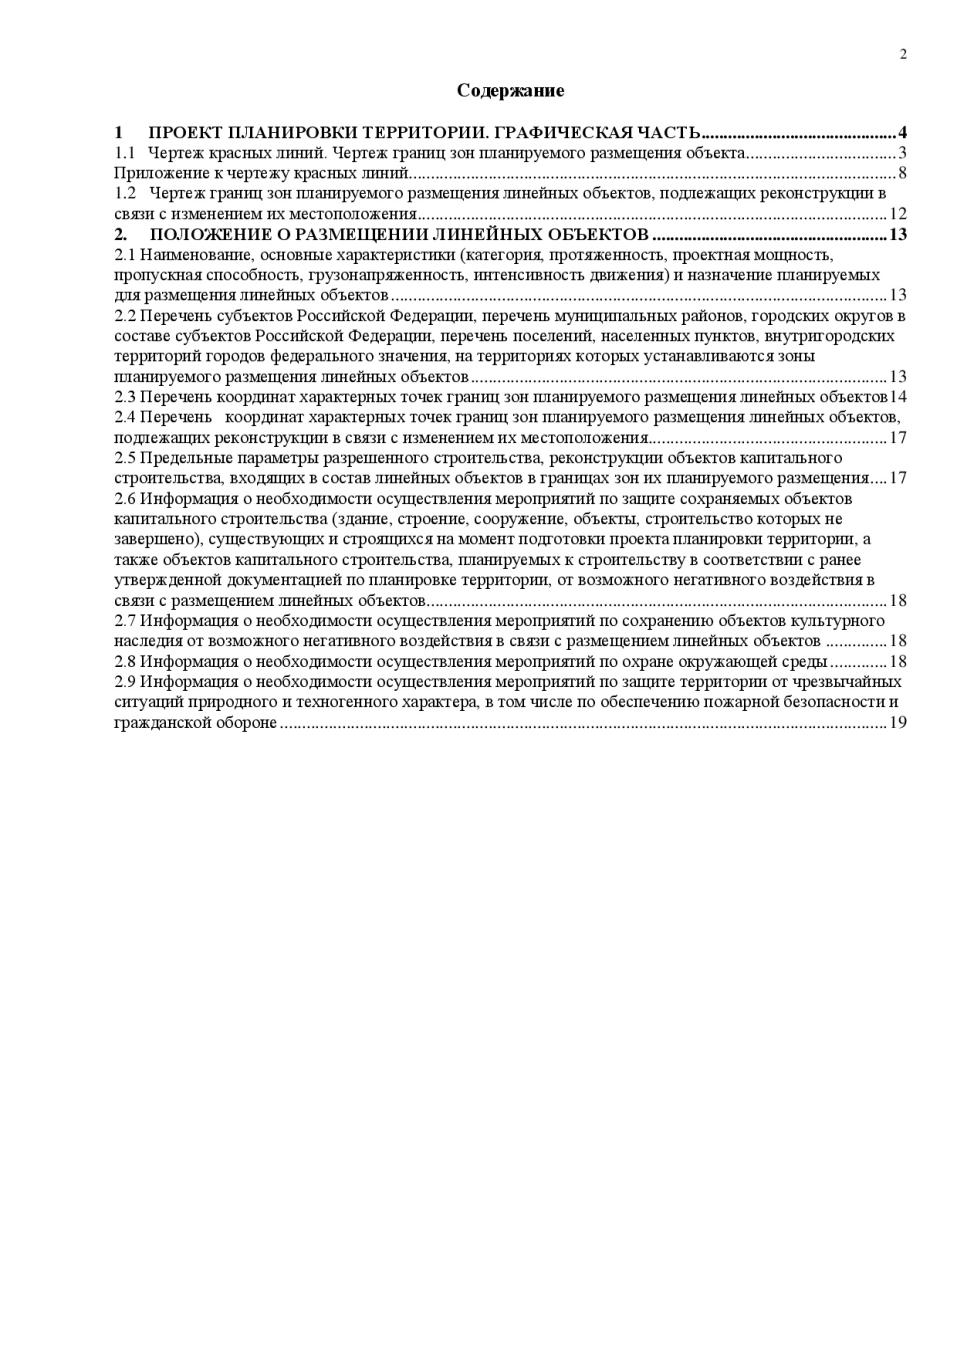 2
Содержание
1 ПРОЕКТ ПЛАНИРОВКИ ТЕРРИТОРИИ. ГРАФИЧЕСКАЯ ЧАСТЬ............................................4
1.1 Чертеж красных линий. Чертеж границ зон планируемого размещения объекта..................................3
Приложение к чертежу красных линий..............................................................................................................8
1.2 Чертеж границ зон планируемого размещения линейных объектов, подлежащих реконструкции в
связи с изменением их местоположения..........................................................................................................12
2. ПОЛОЖЕНИЕ О РАЗМЕЩЕНИИ ЛИНЕЙНЫХ ОБЪЕКТОВ.....................................................13
2.1 Наименование, основные характеристики (категория, протяженность, проектная мощность,
пропускная способность, грузонапряженность, интенсивность движения) и назначение планируемых
для размещения линейных объектов................................................................................................................13
2.2 Перечень субъектов Российской Федерации, перечень муниципальных районов, городских округов в
составе субъектов Российской Федерации, перечень поселений, населенных пунктов, внутригородских
территорий городов федерального значения, на территориях которых устанавливаются зоны
планируемого размещения линейных объектов..............................................................................................13
2.3 Перечень координат характерных точек границ зон планируемого размещения линейных объектов14
2.4 Перечень координат характерных точек границ зон планируемого размещения линейных объектов,
подлежащих реконструкции в связи с изменением их местоположения......................................................17
2.5 Предельные параметры разрешенного строительства, реконструкции объектов капитального
строительства, входящих в состав линейных объектов в границах зон их планируемого размещения....17
2.6 Информация о необходимости осуществления мероприятий по защите сохраняемых объектов
капитального строительства (здание, строение, сооружение, объекты, строительство которых не
завершено), существующих и строящихся на момент подготовки проекта планировки территории, а
также объектов капитального строительства, планируемых к строительству в соответствии с ранее
утвержденной документацией по планировке территории, от возможного негативного воздействия в
связи с размещением линейных объектов........................................................................................................18
2.7 Информация о необходимости осуществления мероприятий по сохранению объектов культурного
наследия от возможного негативного воздействия в связи с размещением линейных объектов ..............18
2.8 Информация о необходимости осуществления мероприятий по охране окружающей среды.............18
2.9 Информация о необходимости осуществления мероприятий по защите территории от чрезвычайных
ситуаций природного и техногенного характера, в том числе по обеспечению пожарной безопасности и
гражданской обороне.........................................................................................................................................19